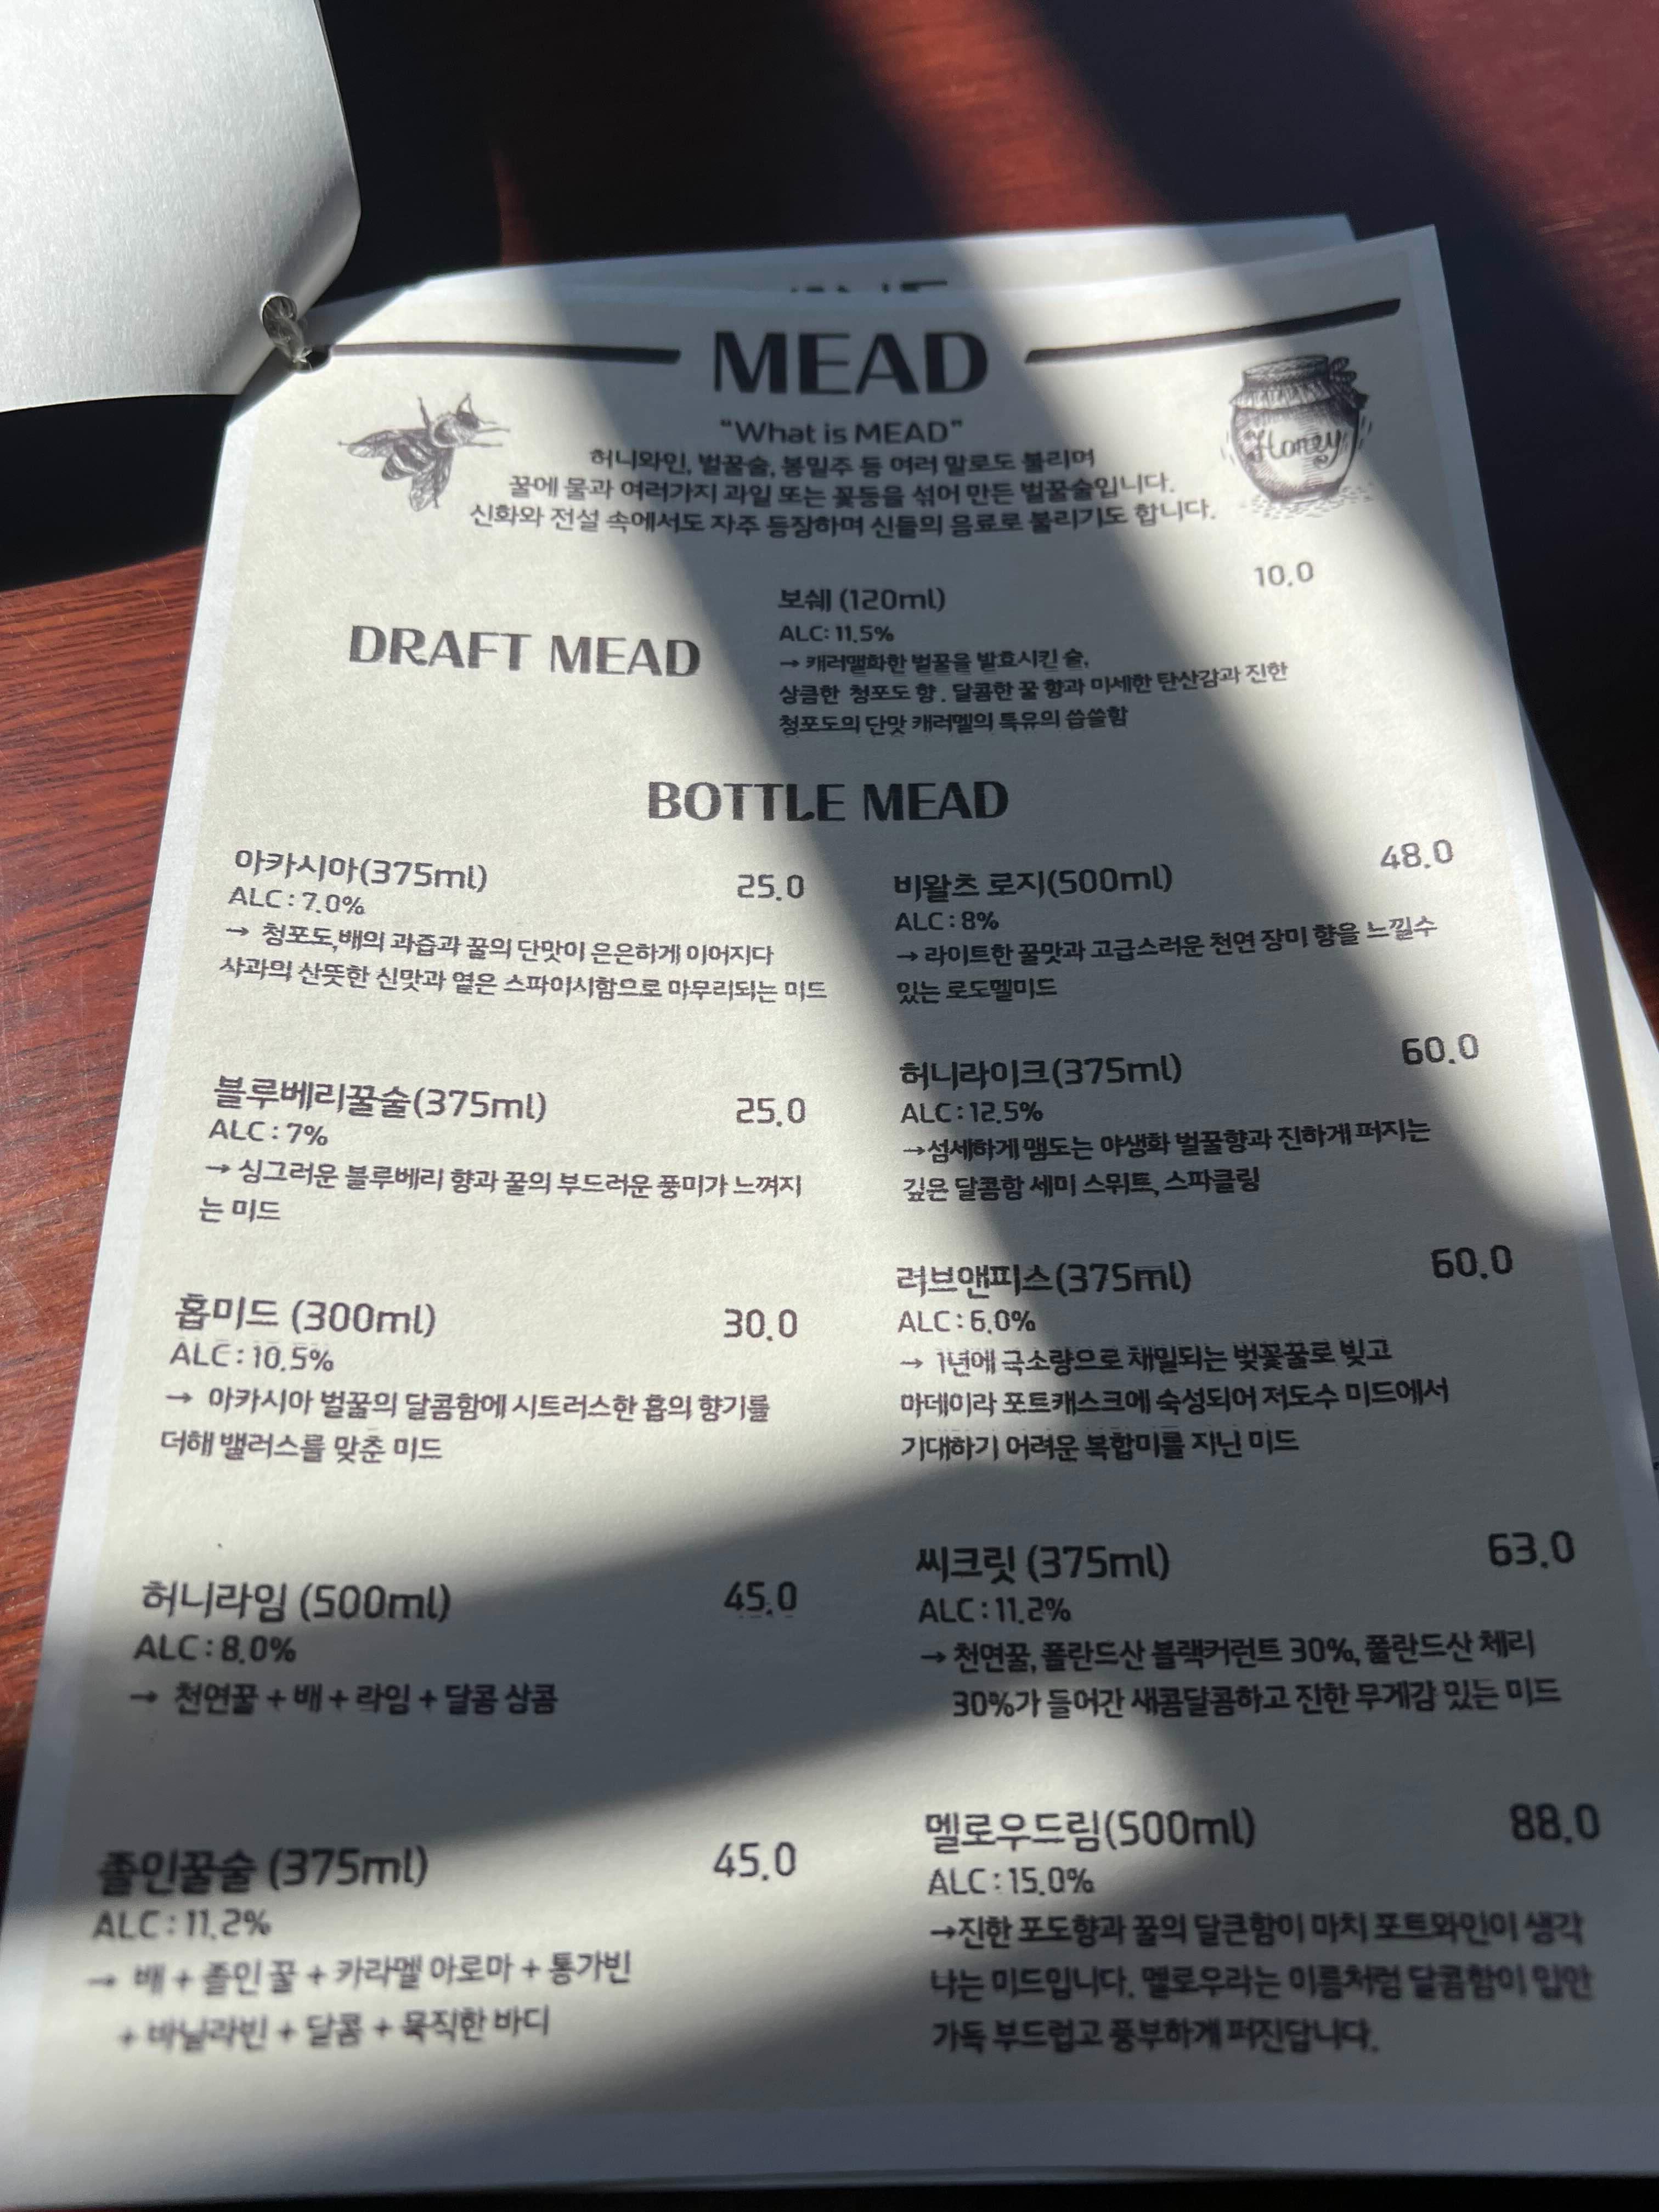 MEAD
"What is MEAD"
Honey
허니와인, 벌꿀술, 봉밀주 등 여러 말로도 불리며
꿀에 물과 여러가지 과일 또는 꽃등을 섞어 만든 벌꿀술입니다.
신화와 전설 속에서도 자주 등장하며 신들의 음료로 불리기도 합니다.
DRAFT MEAD
보쉐 (120ml)
10.0
ALC: 11.5%
→ 캐러맬화한 벌꿀을 발효시킨 술,
상큼한 청포도 향. 달콤한 꿀 향과 미세한 탄산감과 진한
청포도의 단맛 캐러멜의 특유의 씁쓸함
BOTTLE MEAD
아카시아(375ml)
25.0
ALC : 7.0%
→ 청포도,배의 과즙과 꿀의 단맛이 은은하게 이어지다
사과의 산뜻한 신맛과 옅은 스파이시함으로 마무리되는 미드
블루베리꿀술(375ml)
25.0
ALC : 7%
→ 싱그러운 블루베리 향과 꿀의 부드러운 풍미가 느껴지
는 미드
홉미드 (300ml)
30.0
ALC : 10.5%
→ 아카시아 벌꿀의 달콤함에 시트러스한 홉의 향기를
더해 밸러스를 맞춘 미드
허니라임 (500ml)
45.0
ALC : 8.0%
→ 천연꿀 + 배 + 라임 + 달콤 상콤
졸인꿀술 (375ml)
45.0
ALC : 11.2%
→ 배 + 졸인 꿀 + 카라멜 아로마 + 통가빈
+ 바닐라빈 + 달콤 + 묵직한 바디
비왈츠 로지(500ml)
48.0
ALC : 8%
→ 라이트한 꿀맛과 고급스러운 천연 장미 향을 느낄수
있는 로도멜미드
허니라이크(375ml)
60.0
ALC : 12.5%
→섬세하게 맴도는 야생화 벌꿀향과 진하게 퍼지는
깊은 달콤함 세미 스위트, 스파클링
러브앤피스(375ml)
60.0
ALC : 6.0%
→ 1년에 극소량으로 채밀되는 벚꽃꿀로 빚고
마데이라 포트캐스크에 숙성되어 저도수 미드에서
기대하기 어려운 복합미를 지닌 미드
씨크릿 (375ml)
63.0
ALC : 11.2%
→ 천연꿀, 폴란드산 블랙커런트 30%, 폴란드산 체리
30%가 들어간 새콤달콤하고 진한 무게감 있는 미드
멜로우드림(500ml)
88.0
ALC : 15.0%
→진한 포도향과 꿀의 달큰함이 마치 포트와인이 생각
나는 미드입니다. 멜로우라는 이름처럼 달콤함이 입안
가득 부드럽고 풍부하게 퍼진답니다.